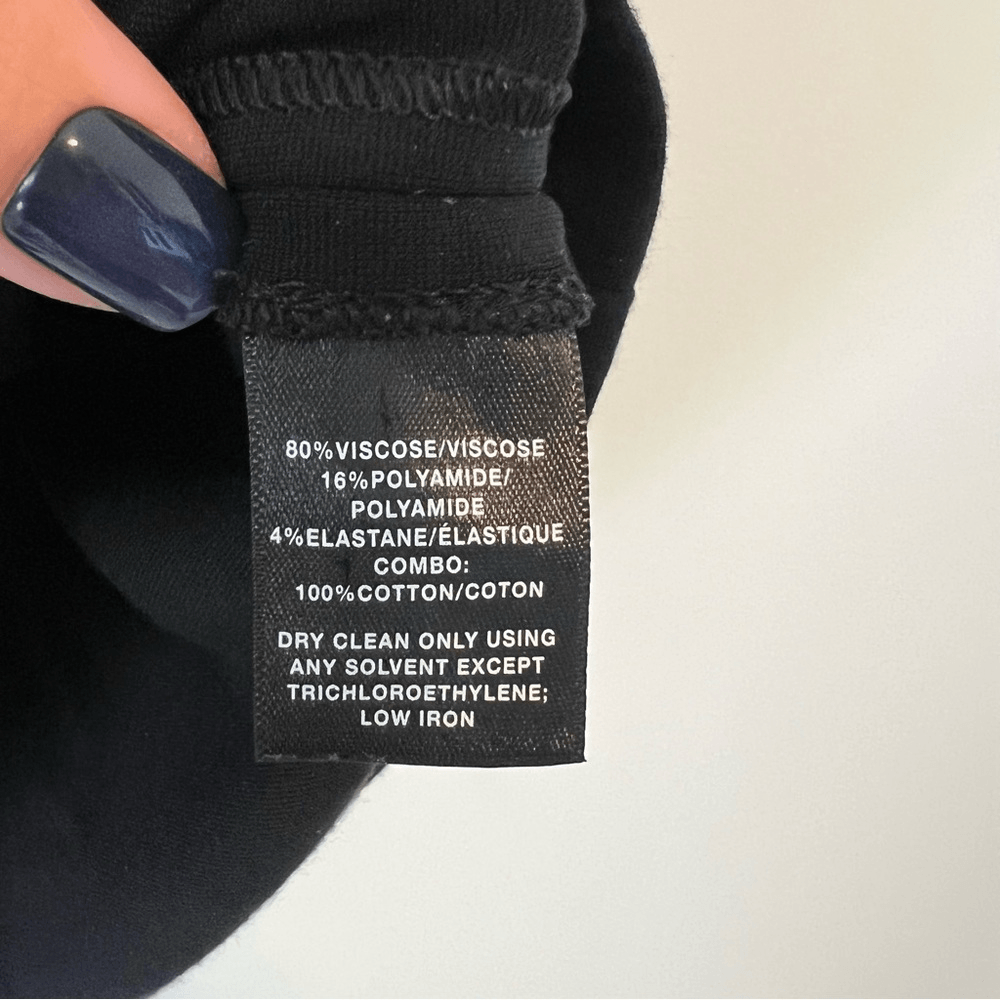 80%VISCOSE/VISCOSE
16%POLYAMIDE/
POLYAMIDE
4%ELASTANE/ÉLASTIQUE
COMBO:
100%COTTON/COTON
DRY CLEAN ONLY USING
ANY SOLVENT EXCEPT
TRICHLOROETHYLENE;
LOW IRON